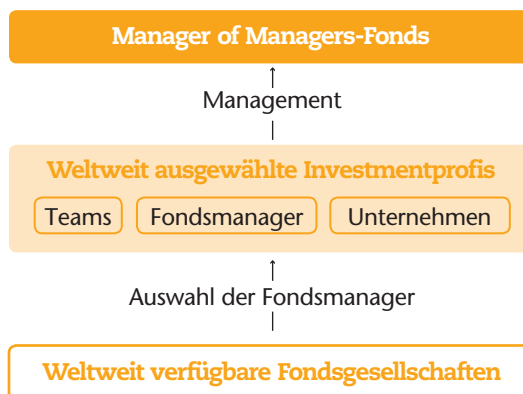 Manager of Managers-Fonds
Management
Weltweit ausgewählte Investmentprofis
Teams Fondsmanager Unternehmen
Auswahl der Fondsmanager
Weltweit verfügbare Fondsgesellschaften